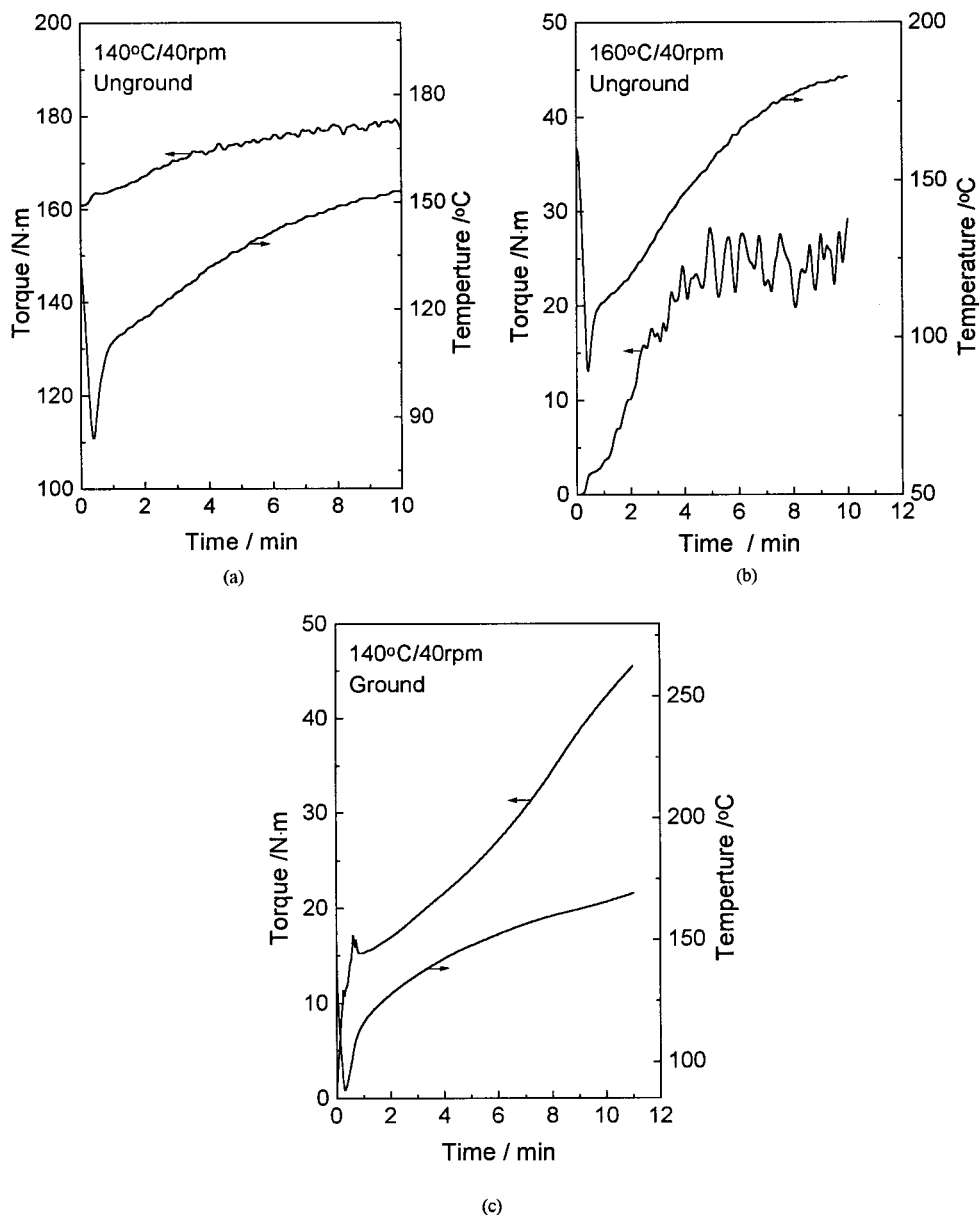 140°C/40rpm
Unground
200
180
160
140
120
100
Torque /N·m
170
150
120
90
Temperture /°C
0 2 4 6 8 10
Time / min
(a)
160°C/40rpm
Unground
50
40
30
20
10
0
Torque /N·m
200
150
100
50
Temperature /°C
0 2 4 6 8 10 12
Time / min
(b)
140°C/40rpm
Ground
50
40
30
20
10
0
Torque /N·m
250
200
150
100
Temperture /°C
0 2 4 6 8 10 12
Time / min
(c)